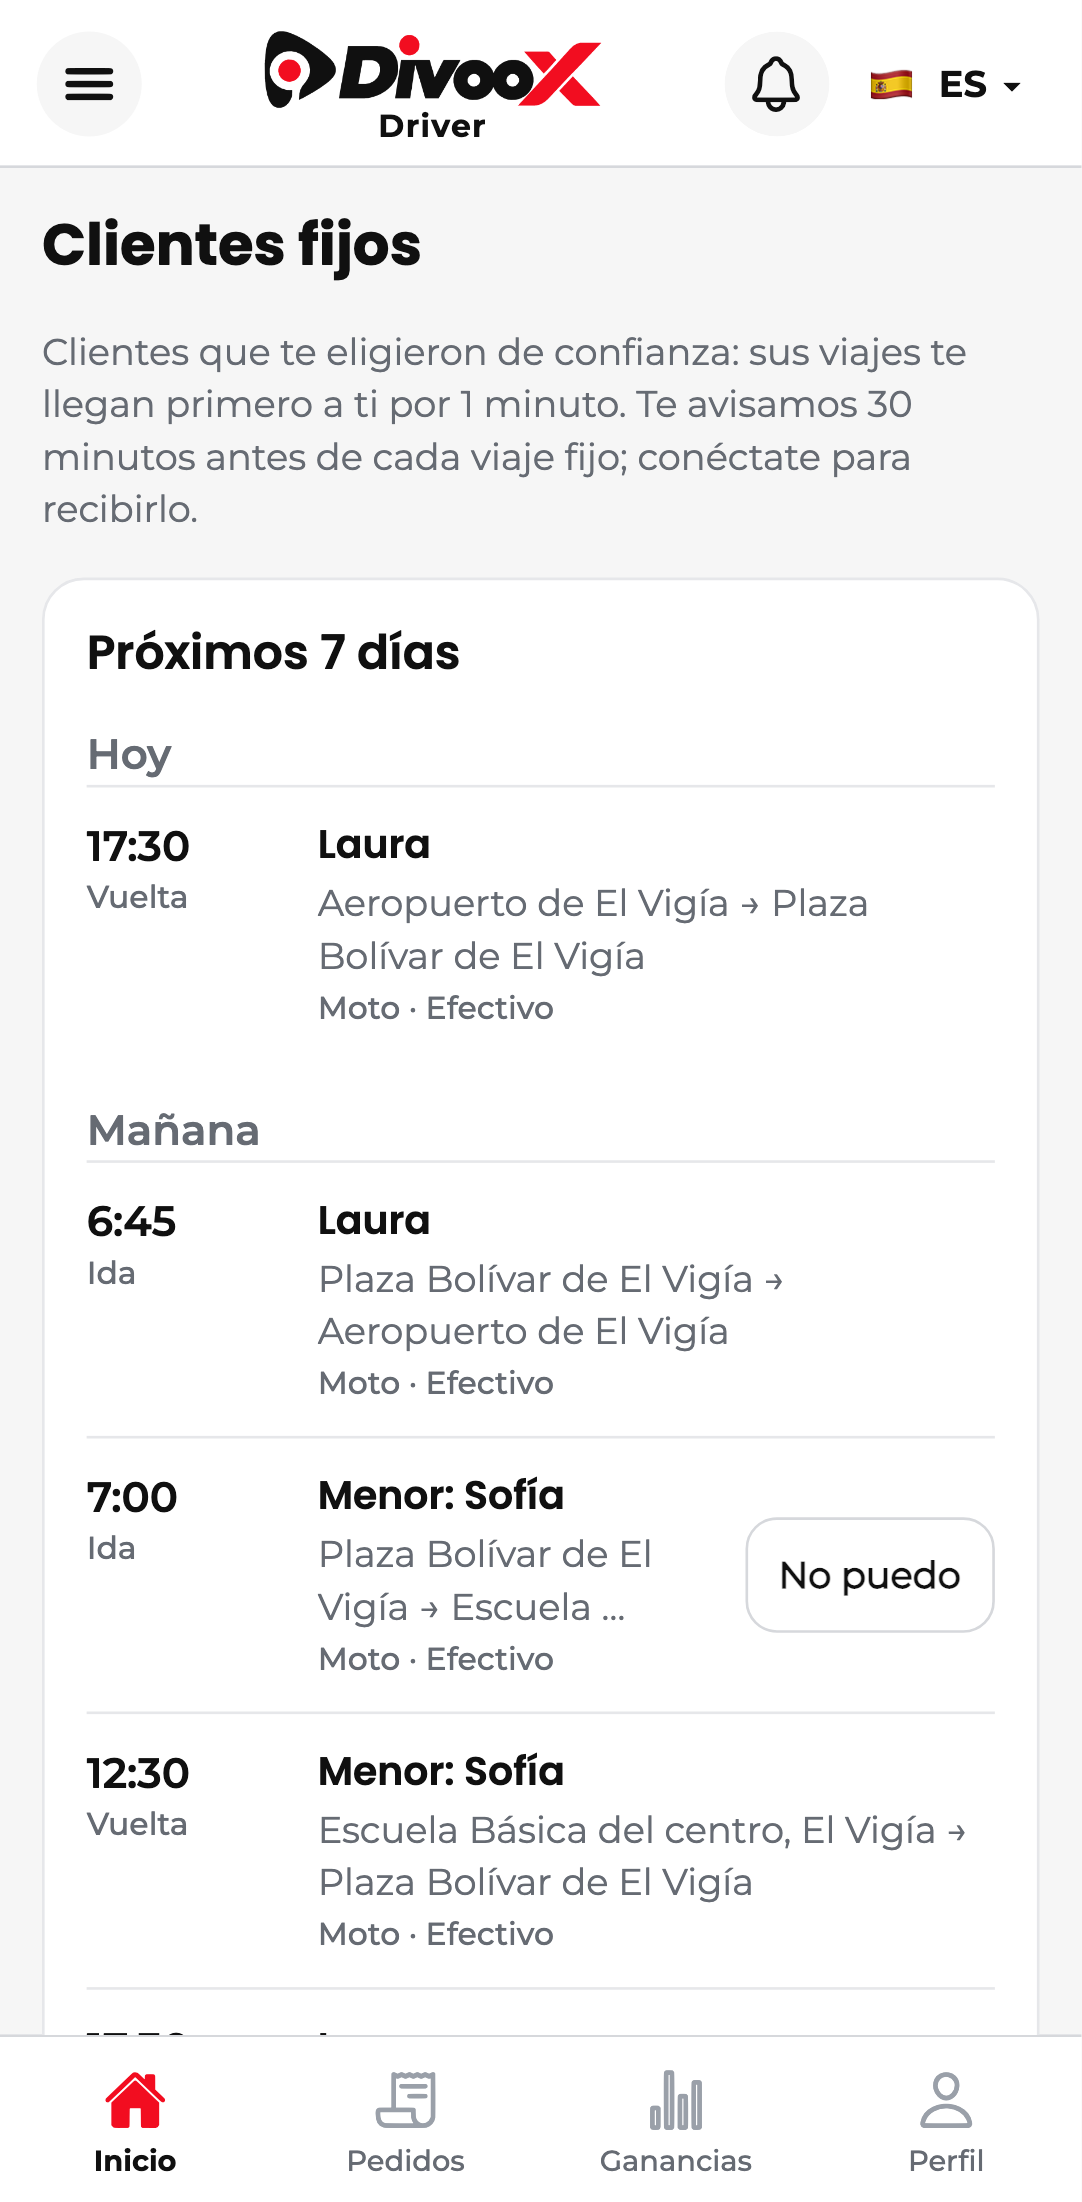 DivooX
Driver
ES
Clientes fijos
Clientes que te eligieron de confianza: sus viajes te
llegan primero a ti por 1 minuto. Te avisamos 30
minutos antes de cada viaje fijo; conéctate para
recibirlo.
Próximos 7 días
Hoy
17:30
Vuelta
Laura
Aeropuerto de El Vigía → Plaza
Bolívar de El Vigía
Moto · Efectivo
Mañana
6:45
Ida
Laura
Plaza Bolívar de El Vigía →
Aeropuerto de El Vigía
Moto · Efectivo
7:00
Ida
Menor: Sofía
Plaza Bolívar de El
Vigía → Escuela ...
Moto · Efectivo
No puedo
12:30
Vuelta
Menor: Sofía
Escuela Básica del centro, El Vigía →
Plaza Bolívar de El Vigía
Moto · Efectivo
Inicio
Pedidos
Ganancias
Perfil